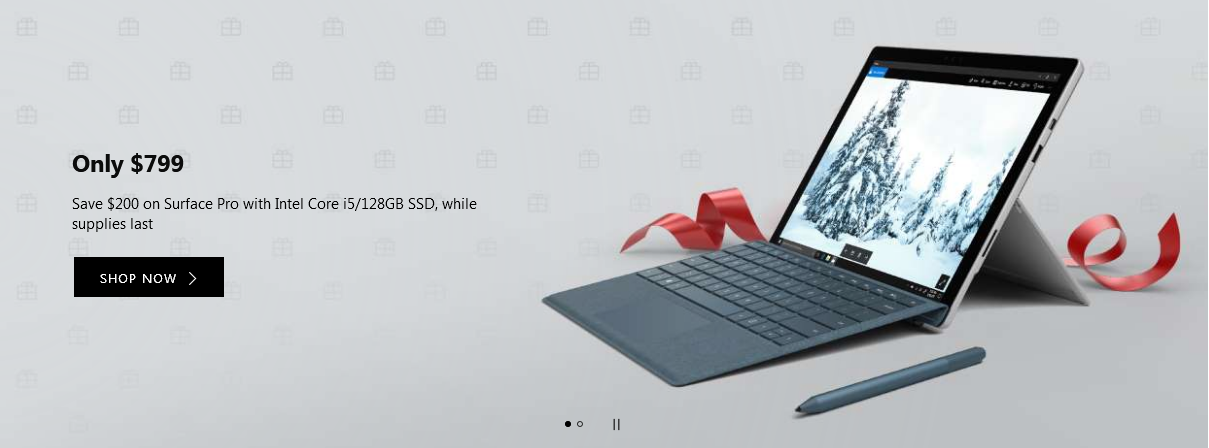 Only $799
Save $200 on Surface Pro with Intel Core i5/128GB SSD, while
supplies last
SHOP NOW